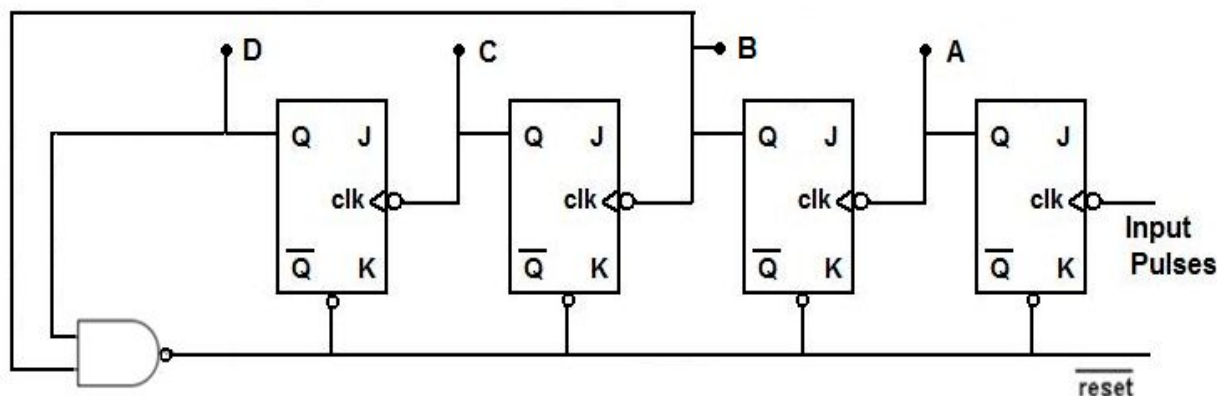 D C B A
Q J Q J Q J Q J
clk clk clk clk
Input
Pulses
Q̅ K Q̅ K Q̅ K Q̅ K
reset